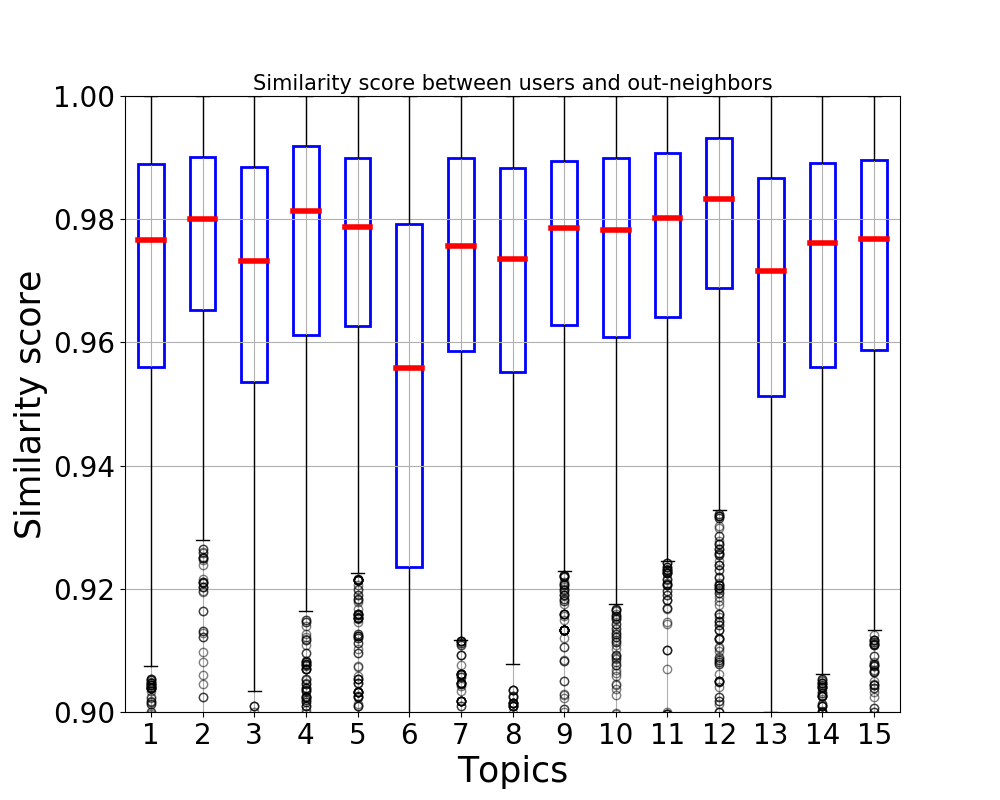 Similarity score between users and out-neighbors
1.00
0.98
0.96
0.94
0.92
0.90
Similarity score
1 2 3 4 5 6 7 8 9 10 11 12 13 14 15
Topics